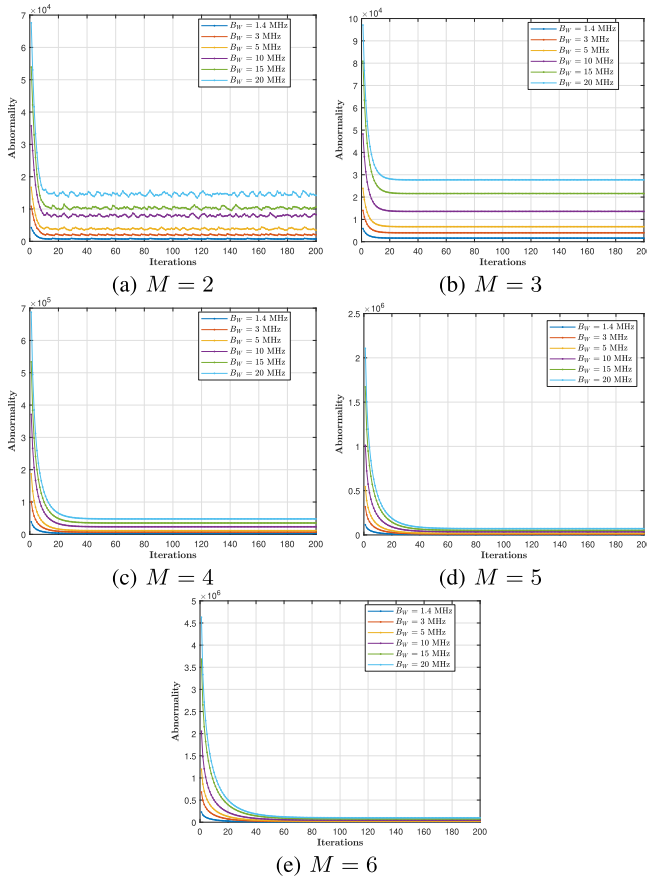 ×10⁴
7
6
5
4
3
2
1
0
Abnormality
0 20 40 60 80 100 120 140 160 180 200
Iterations
B_W = 1.4 MHz
B_W = 3 MHz
B_W = 5 MHz
B_W = 10 MHz
B_W = 15 MHz
B_W = 20 MHz
(a) M = 2
×10⁴
10
9
8
7
6
5
4
3
2
1
0
Abnormality
0 20 40 60 80 100 120 140 160 180 200
Iterations
B_W = 1.4 MHz
B_W = 3 MHz
B_W = 5 MHz
B_W = 10 MHz
B_W = 15 MHz
B_W = 20 MHz
(b) M = 3
×10⁵
7
6
5
4
3
2
1
0
Abnormality
0 20 40 60 80 100 120 140 160 180 200
Iterations
B_W = 1.4 MHz
B_W = 3 MHz
B_W = 5 MHz
B_W = 10 MHz
B_W = 15 MHz
B_W = 20 MHz
(c) M = 4
×10⁶
2.5
2
1.5
1
0.5
0
Abnormality
0 20 40 60 80 100 120 140 160 180 200
Iterations
B_W = 1.4 MHz
B_W = 3 MHz
B_W = 5 MHz
B_W = 10 MHz
B_W = 15 MHz
B_W = 20 MHz
(d) M = 5
×10⁶
5
4.5
4
3.5
3
2.5
2
1.5
1
0.5
0
Abnormality
0 20 40 60 80 100 120 140 160 180 200
Iterations
B_W = 1.4 MHz
B_W = 3 MHz
B_W = 5 MHz
B_W = 10 MHz
B_W = 15 MHz
B_W = 20 MHz
(e) M = 6